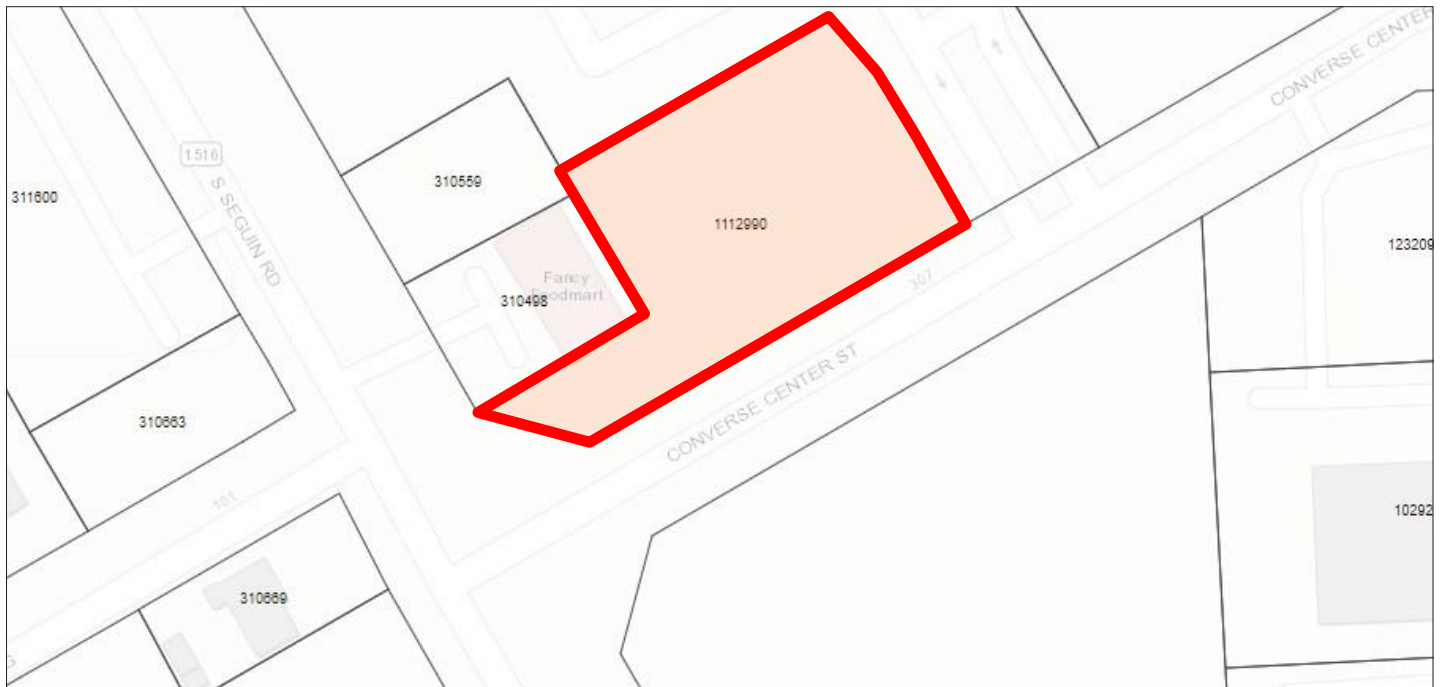 CONVERSE CENTER
1516
S SEGUIN RD
311600
310559
1112990
Fancy
Foodmart
310498
123209
307
CONVERSE CENTER ST
310663
101
10292
310669